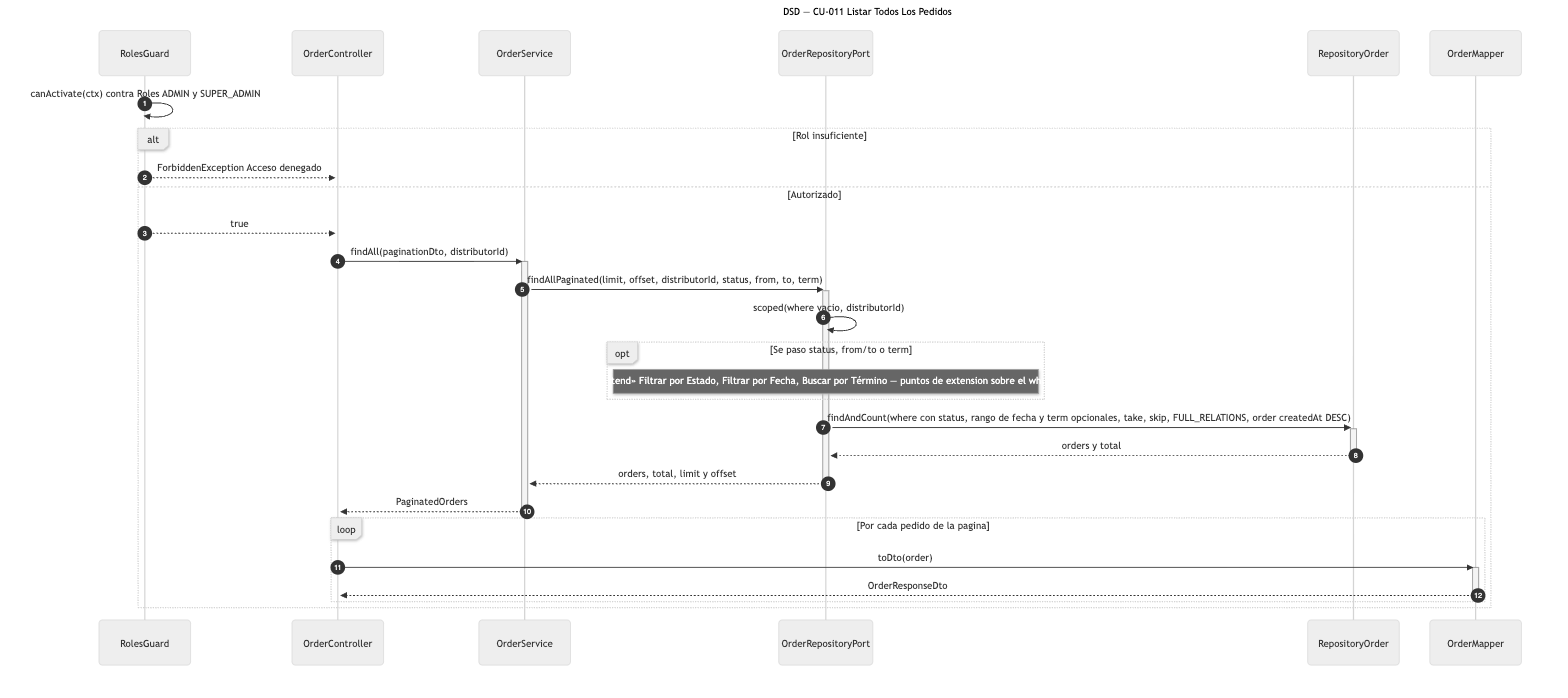 DSD — CU-011 Listar Todos Los Pedidos
RolesGuard
OrderController
OrderService
OrderRepositoryPort
RepositoryOrder
OrderMapper
canActivate(ctx) contra Roles ADMIN y SUPER_ADMIN
1
alt
[Rol insuficiente]
ForbiddenException Acceso denegado
2
[Autorizado]
true
3
findAll(paginationDto, distributorId)
4
findAllPaginated(limit, offset, distributorId, status, from, to, term)
5
scoped(where vacio, distributorId)
6
opt
[Se paso status, from/to o term]
tend» Filtrar por Estado, Filtrar por Fecha, Buscar por Término — puntos de extension sobre el wh
findAndCount(where con status, rango de fecha y term opcionales, take, skip, FULL_RELATIONS, order createdAt DESC)
7
orders y total
8
orders, total, limit y offset
9
PaginatedOrders
10
loop
[Por cada pedido de la pagina]
toDto(order)
11
OrderResponseDto
12
RolesGuard
OrderController
OrderService
OrderRepositoryPort
RepositoryOrder
OrderMapper